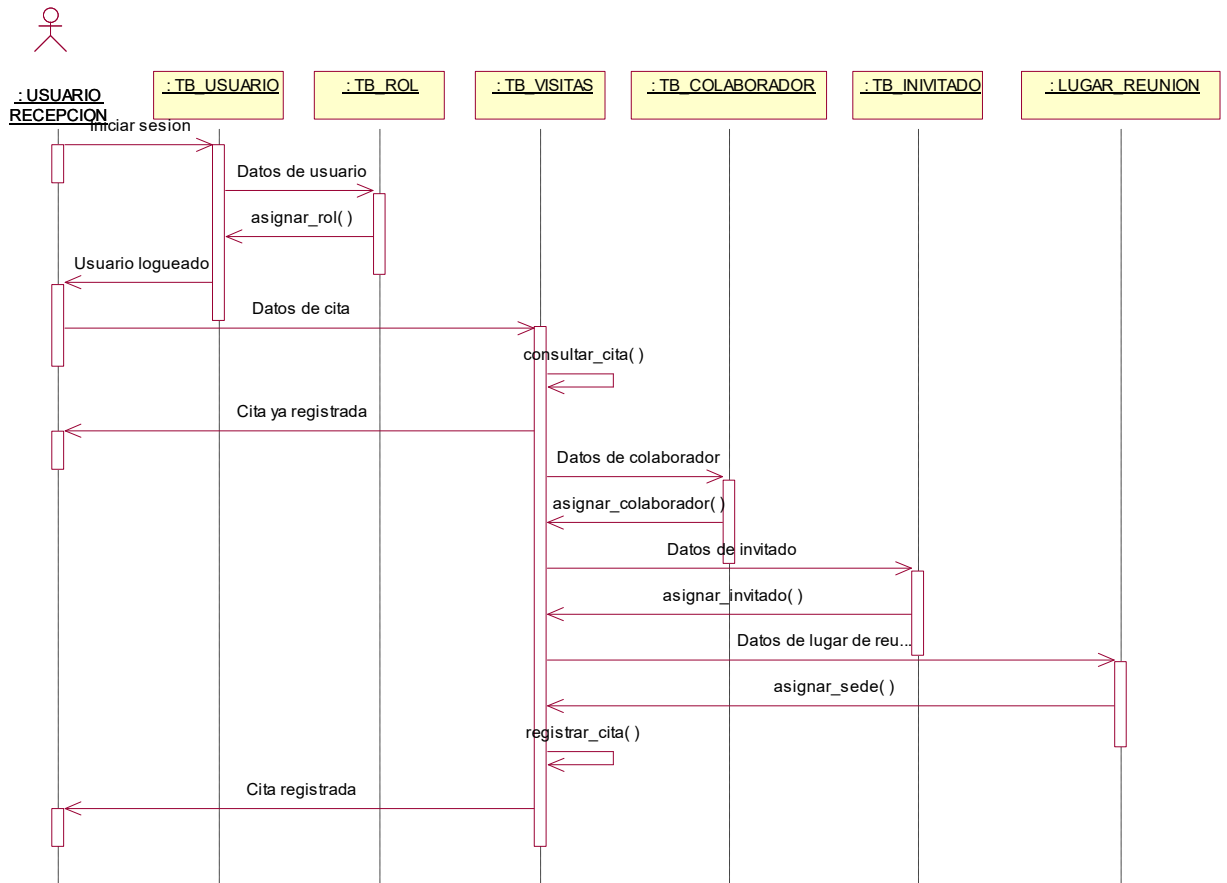 : USUARIO
RECEPCION
: TB_USUARIO
: TB_ROL
: TB_VISITAS
: TB_COLABORADOR
: TB_INIVITADO
: LUGAR_REUNION
Iniciar sesion
Datos de usuario
asignar_rol( )
Usuario logueado
Datos de cita
consultar_cita( )
Cita ya registrada
Datos de colaborador
asignar_colaborador( )
Datos de invitado
asignar_invitado( )
Datos de lugar de reu...
asignar_sede( )
registrar_cita( )
Cita registrada